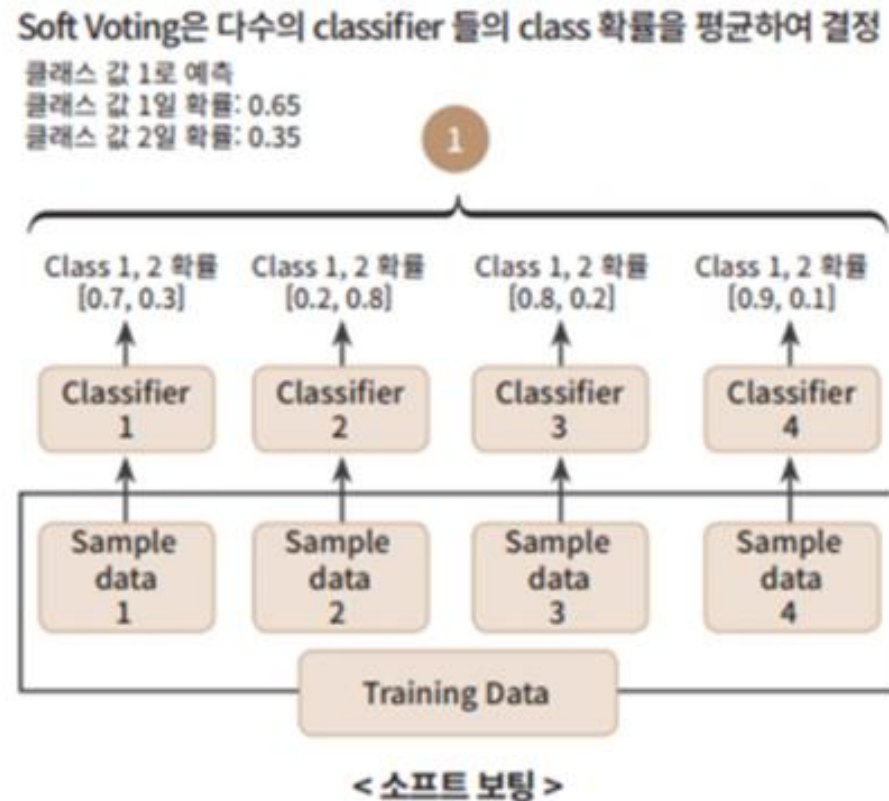 Soft Voting은 다수의 classifier 들의 class 확률을 평균하여 결정
클래스 값 1로 예측
클래스 값 1일 확률: 0.65
클래스 값 2일 확률: 0.35
1
Class 1, 2 확률 Class 1, 2 확률 Class 1, 2 확률 Class 1, 2 확률
[0.7, 0.3] [0.2, 0.8] [0.8, 0.2] [0.9, 0.1]
Classifier Classifier Classifier Classifier
1 2 3 4
Sample Sample Sample Sample
data data data data
1 2 3 4
Training Data
< 소프트 보팅 >